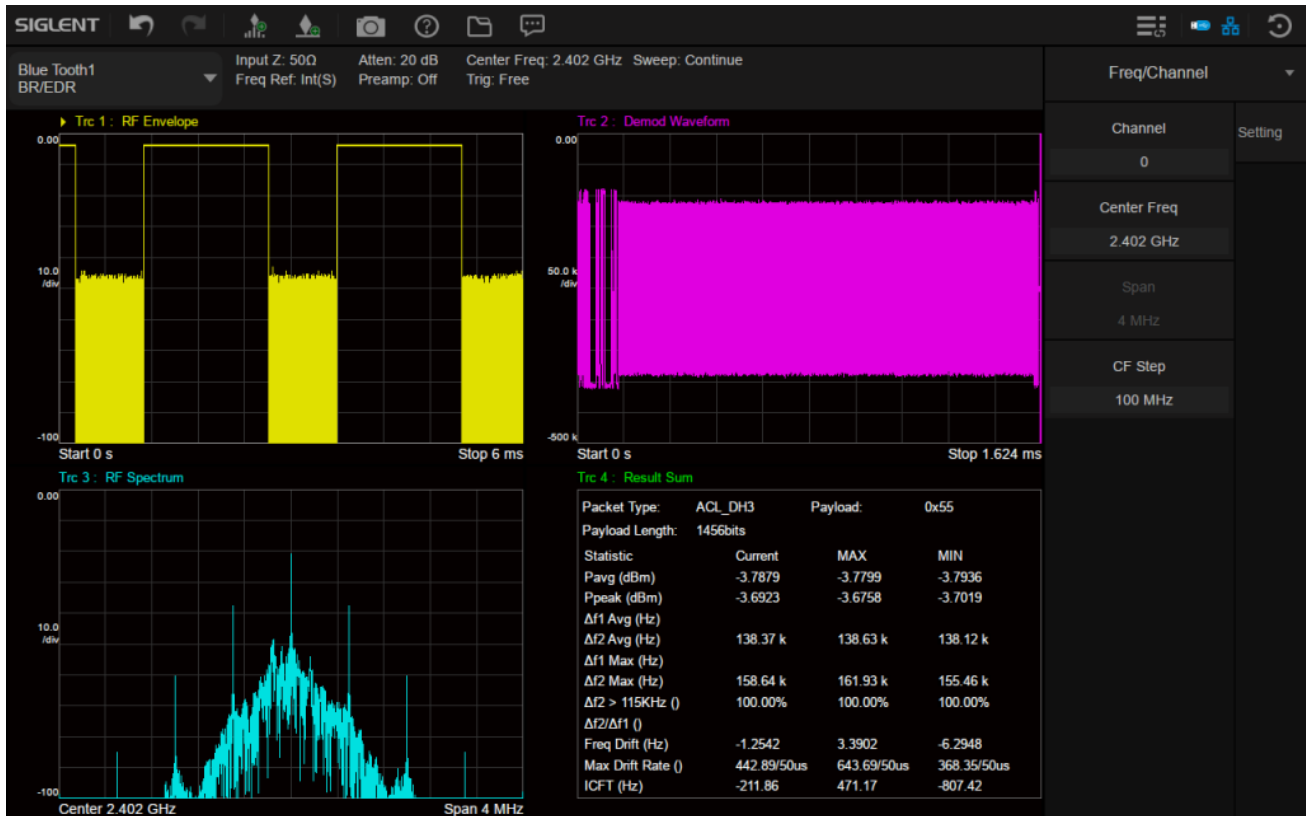 SIGLENT
Blue Tooth1
BR/EDR
Input Z: 50Ω Atten: 20 dB Center Freq: 2.402 GHz Sweep: Continue
Freq Ref: Int(S) Preamp: Off Trig: Free
Freq/Channel
Channel
0
Setting
Center Freq
2.402 GHz
Span
4 MHz
CF Step
100 MHz
Trc 1 : RF Envelope
0.00
10.0
/div
-100
Start 0 s Stop 6 ms
Trc 2 : Demod Waveform
0.00
50.0 k
/div
-500 k
Start 0 s Stop 1.624 ms
Trc 3 : RF Spectrum
0.00
10.0
/div
-100
Center 2.402 GHz Span 4 MHz
Trc 4 : Result Sum
Packet Type: ACL_DH3 Payload: 0x55
Payload Length: 1456bits
Statistic Current MAX MIN
Pavg (dBm) -3.7879 -3.7799 -3.7936
Ppeak (dBm) -3.6923 -3.6758 -3.7019
Δf1 Avg (Hz)
Δf2 Avg (Hz) 138.37 k 138.63 k 138.12 k
Δf1 Max (Hz)
Δf2 Max (Hz) 158.64 k 161.93 k 155.46 k
Δf2 > 115KHz () 100.00% 100.00% 100.00%
Δf2/Δf1 ()
Freq Drift (Hz) -1.2542 3.3902 -6.2948
Max Drift Rate () 442.89/50us 643.69/50us 368.35/50us
ICFT (Hz) -211.86 471.17 -807.42